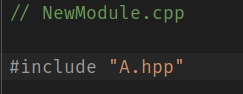 // NewModule.cpp
#include "A.hpp"